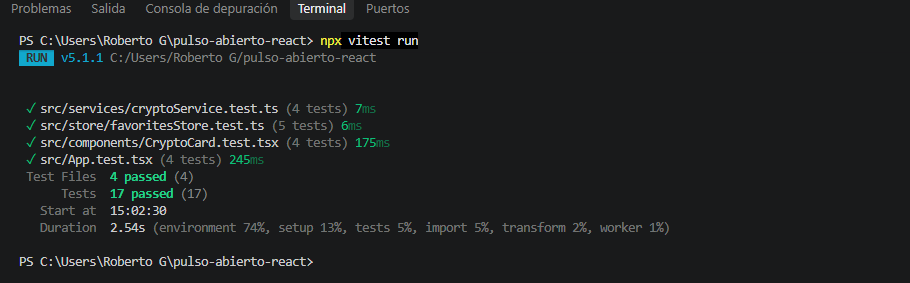 Problemas Salida Consola de depuración Terminal Puertos
PS C:\Users\Roberto G\pulso-abierto-react> npx vitest run
RUN v5.1.1 C:/Users/Roberto G/pulso-abierto-react
✓ src/services/cryptoService.test.ts (4 tests) 7ms
✓ src/store/favoritesStore.test.ts (5 tests) 6ms
✓ src/components/CryptoCard.test.tsx (4 tests) 175ms
✓ src/App.test.tsx (4 tests) 245ms
Test Files 4 passed (4)
Tests 17 passed (17)
Start at 15:02:30
Duration 2.54s (environment 74%, setup 13%, tests 5%, import 5%, transform 2%, worker 1%)
PS C:\Users\Roberto G\pulso-abierto-react>